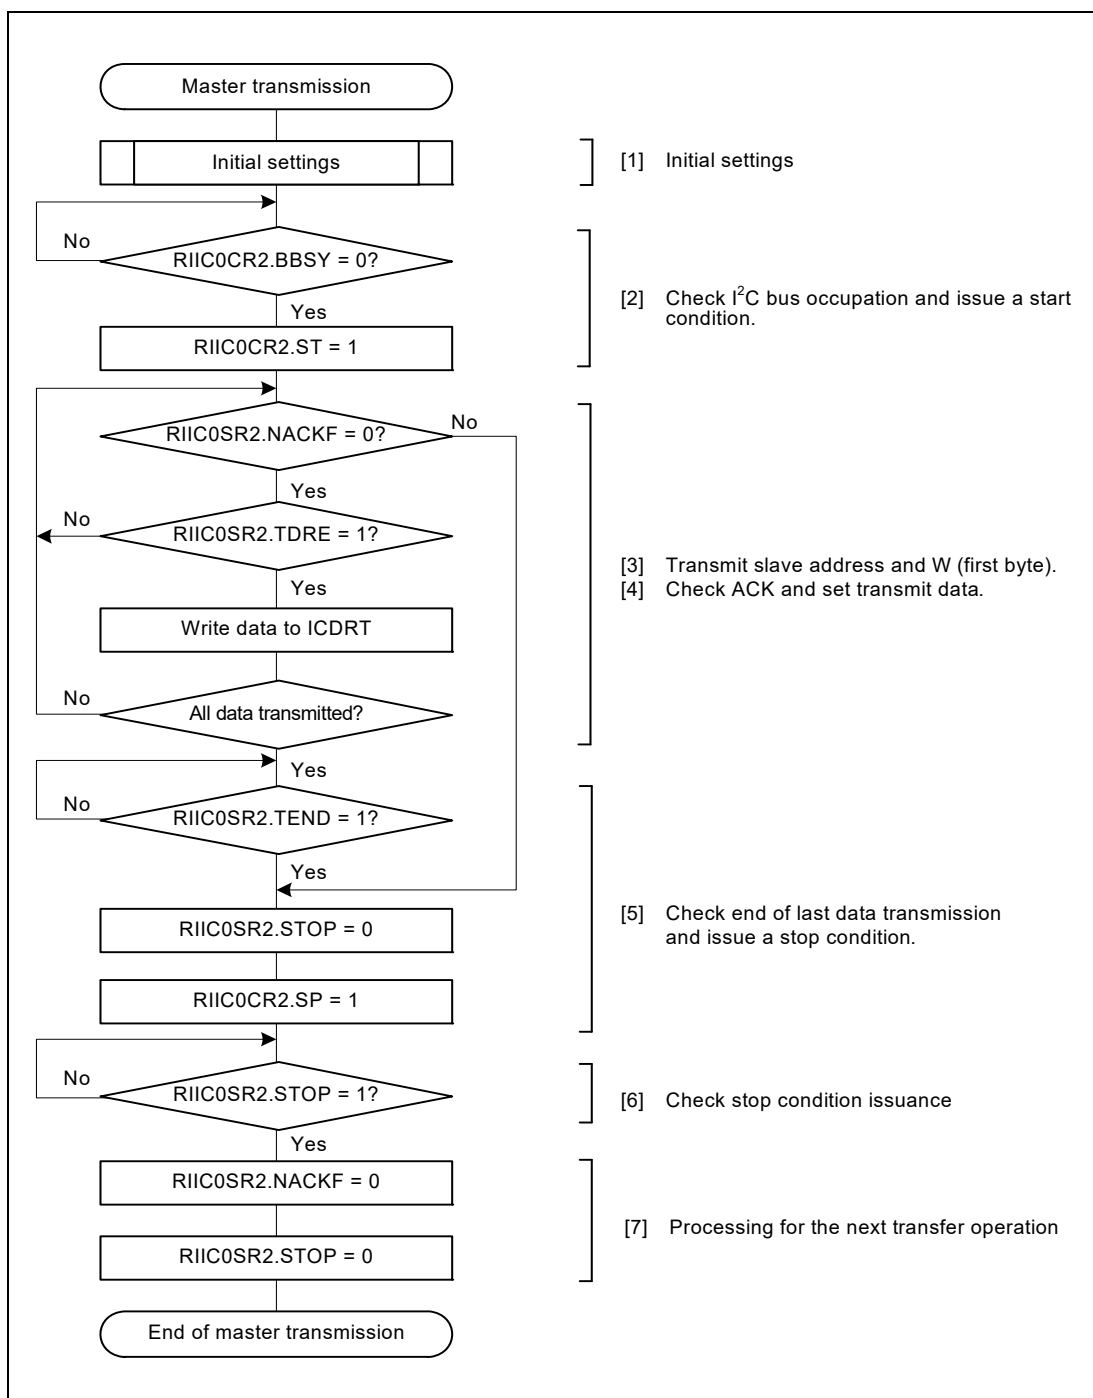 Master transmission
Initial settings
[1] Initial settings
No
RIIC0CR2.BBSY = 0?
Yes
[2] Check I²C bus occupation and issue a start
condition.
RIIC0CR2.ST = 1
No
RIIC0SR2.NACKF = 0?
Yes
No
RIIC0SR2.TDRE = 1?
Yes
[3] Transmit slave address and W (first byte).
[4] Check ACK and set transmit data.
Write data to ICDRT
No
All data transmitted?
Yes
No
RIIC0SR2.TEND = 1?
Yes
[5] Check end of last data transmission
and issue a stop condition.
RIIC0SR2.STOP = 0
RIIC0CR2.SP = 1
No
RIIC0SR2.STOP = 1?
Yes
[6] Check stop condition issuance
RIIC0SR2.NACKF = 0
[7] Processing for the next transfer operation
RIIC0SR2.STOP = 0
End of master transmission